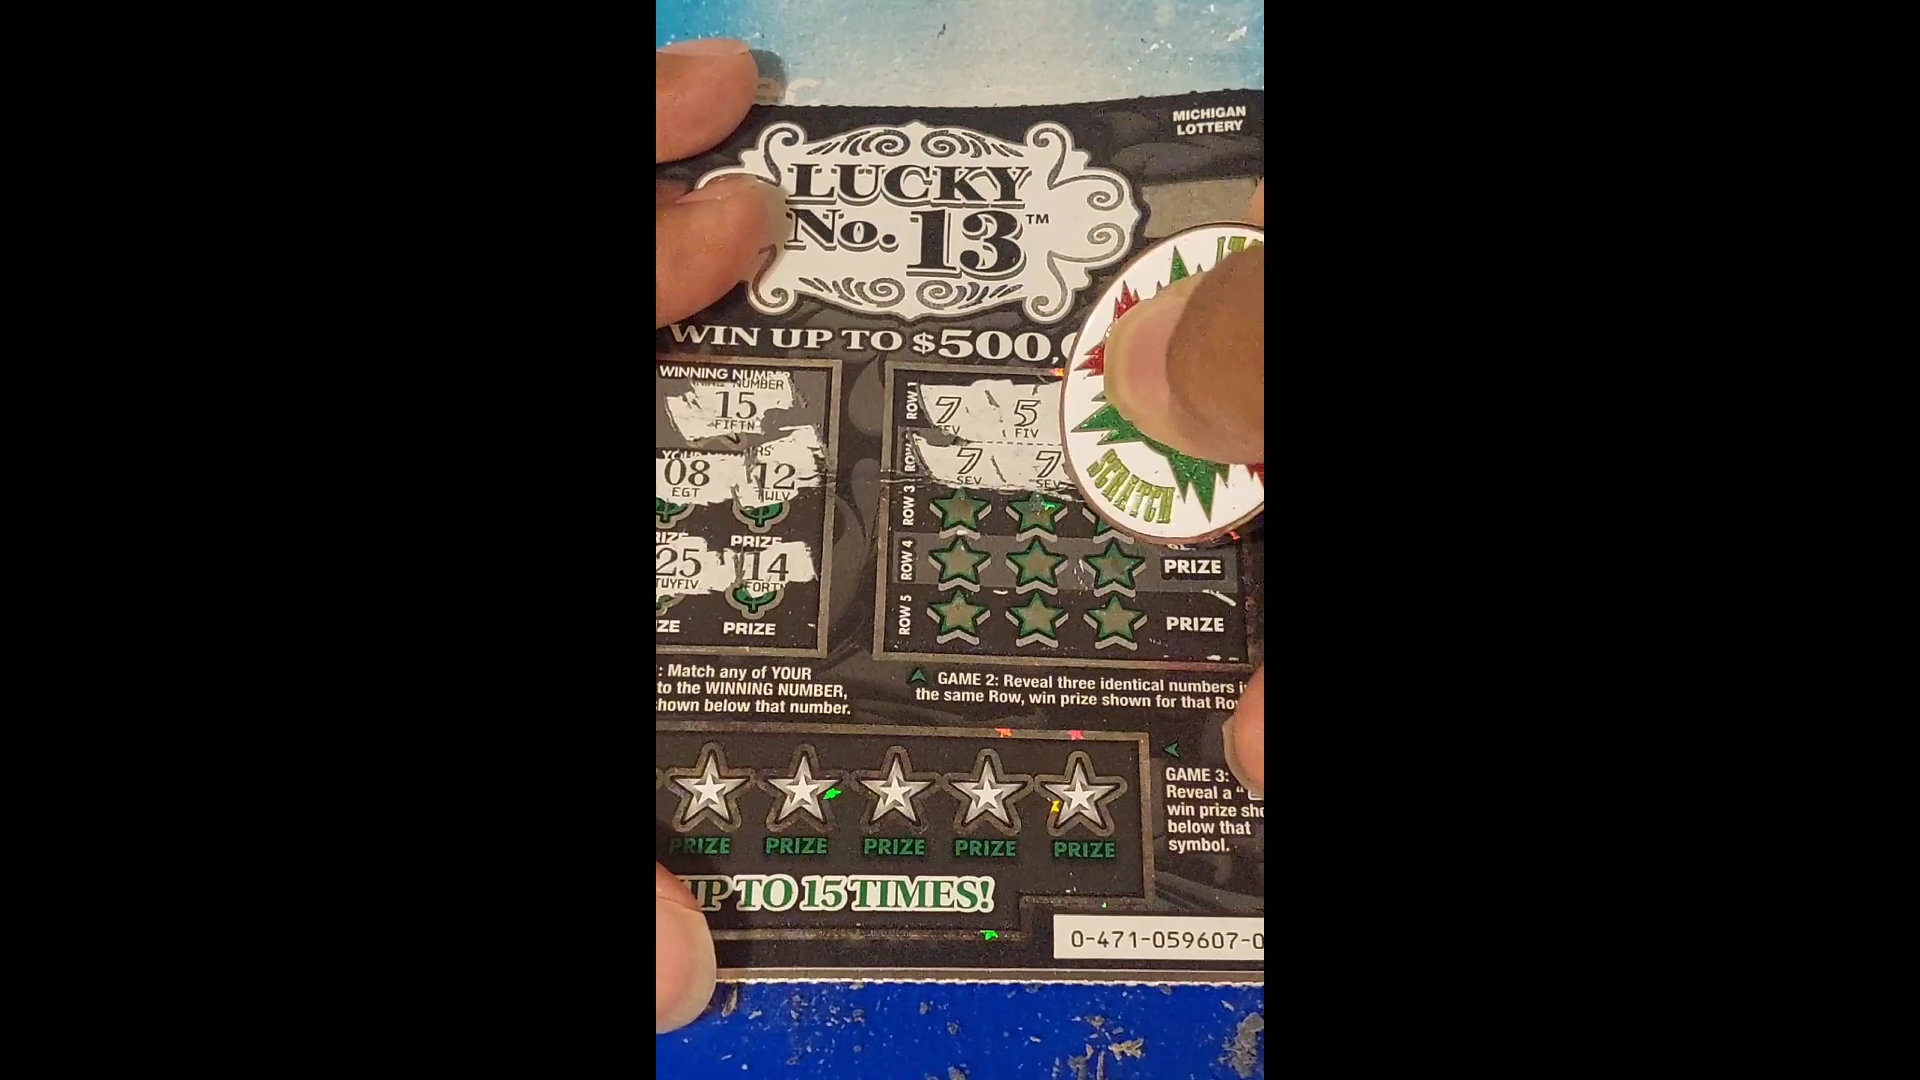 MICHIGAN
LOTTERY
LUCKY
No. 13™
WIN UP TO $500,
WINNING NUMBER
NUMBER
15
FIFTN
08 12
EGT TWLV
PRIZE
25 14
TUYFIV FORTN
ZE PRIZE
ROW 1 7 5
SEV FIV
ROW 7 7
SEV SEV
ROW 3
ROW 4 PRIZE
ROW 5 PRIZE
SCRATCH
: Match any of YOUR
to the WINNING NUMBER,
shown below that number.
GAME 2: Reveal three identical numbers
the same Row, win prize shown for that
PRIZE PRIZE PRIZE PRIZE PRIZE
UP TO 15 TIMES!
GAME 3:
Reveal a "
win prize
below that
symbol.
0-471-059607-0